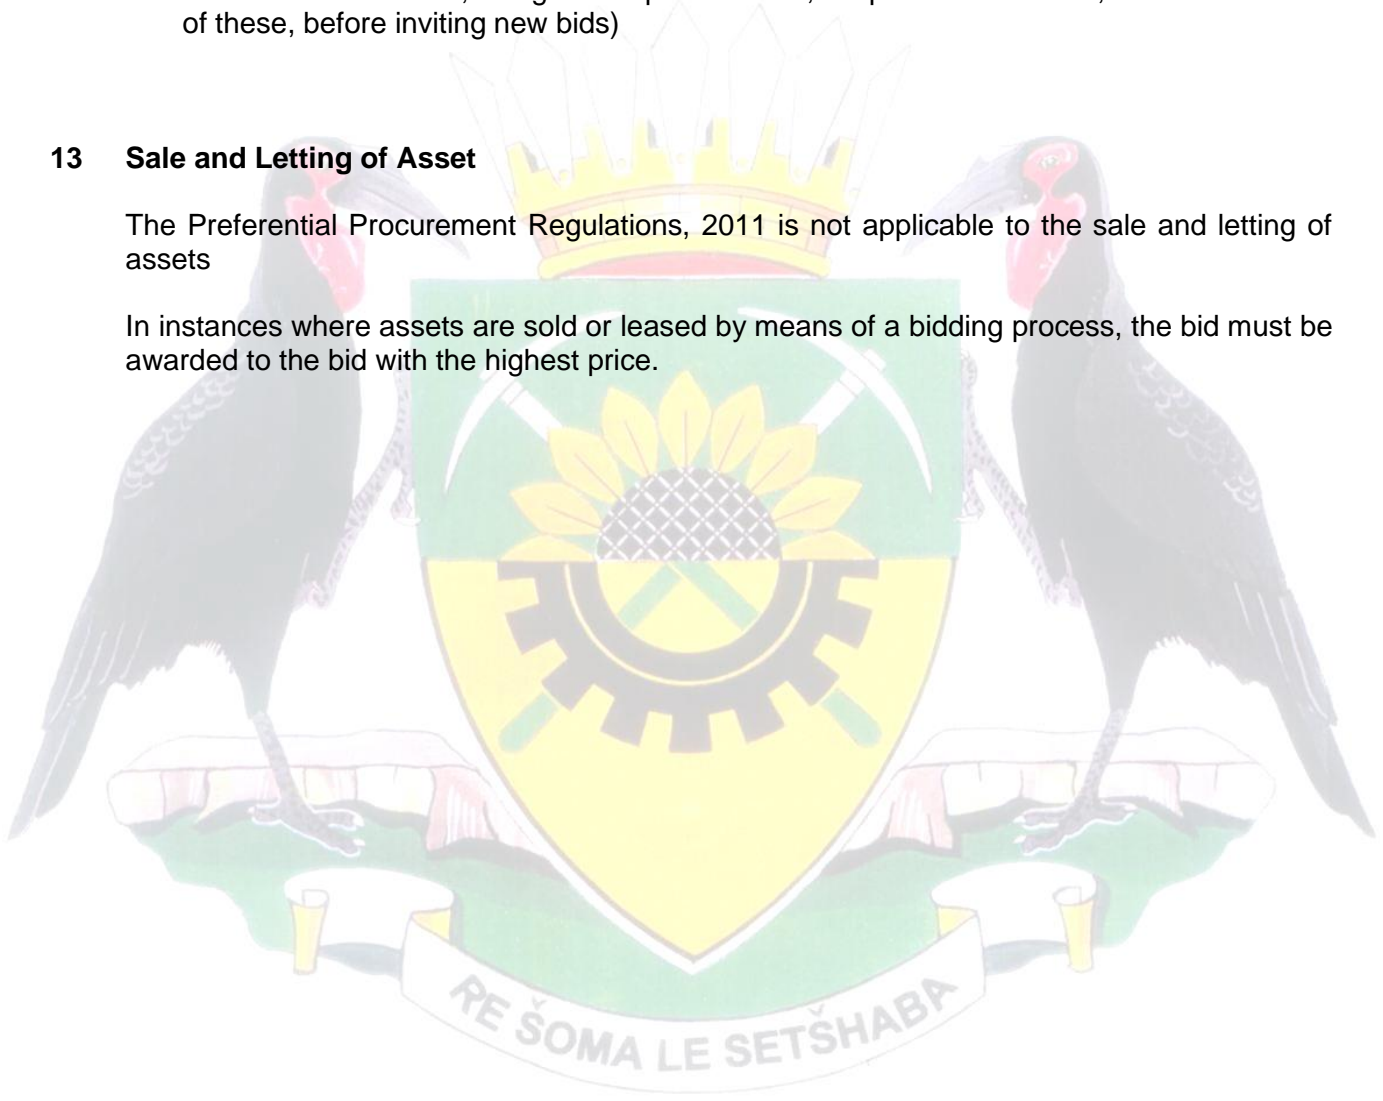 of these, before inviting new bids)
13 Sale and Letting of Asset
The Preferential Procurement Regulations, 2011 is not applicable to the sale and letting of
assets
In instances where assets are sold or leased by means of a bidding process, the bid must be
awarded to the bid with the highest price.
RE ŠOMA LE SETŠHABA